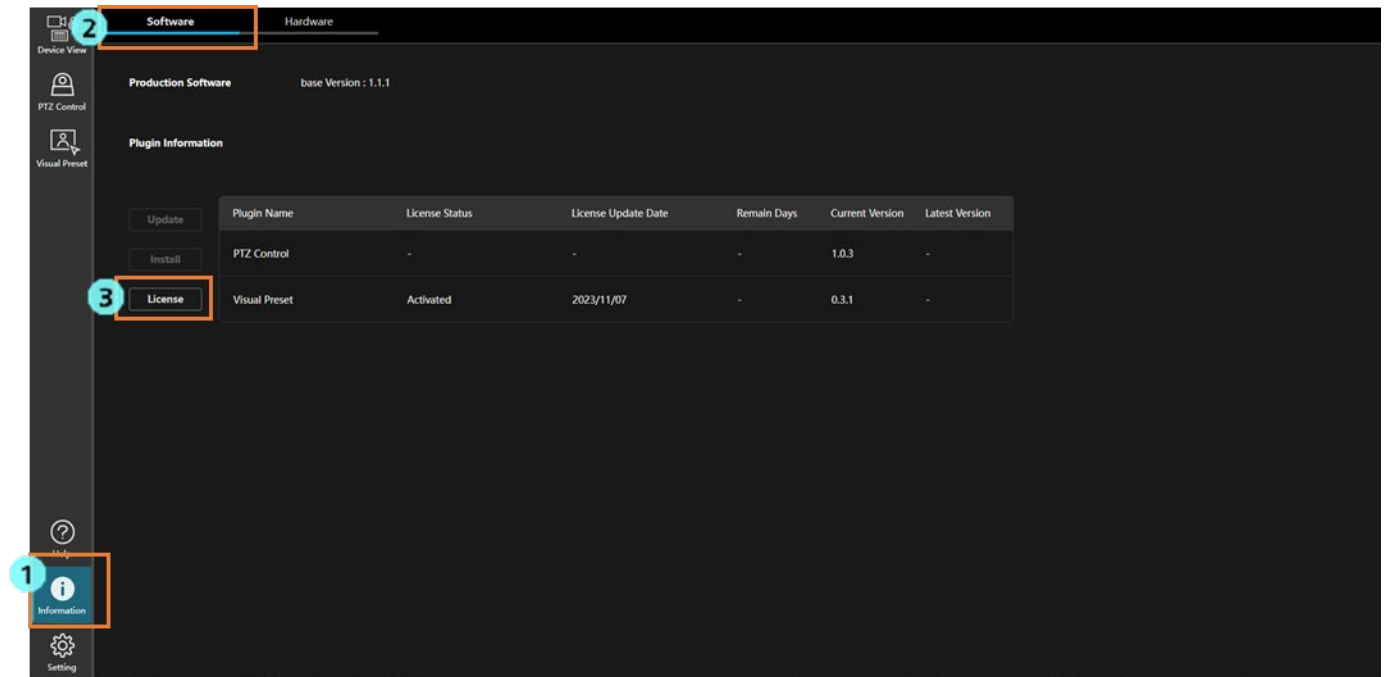 2
Software Hardware
Device View
Production Software base Version : 1.1.1
PTZ Control
Plugin Information
Visual Preset
Update
Plugin Name License Status License Update Date Remain Days Current Version Latest Version
Install
PTZ Control - - - 1.0.3 -
3
License
Visual Preset Activated 2023/11/07 - 0.3.1 -
?
Help
1
i
Information
Setting